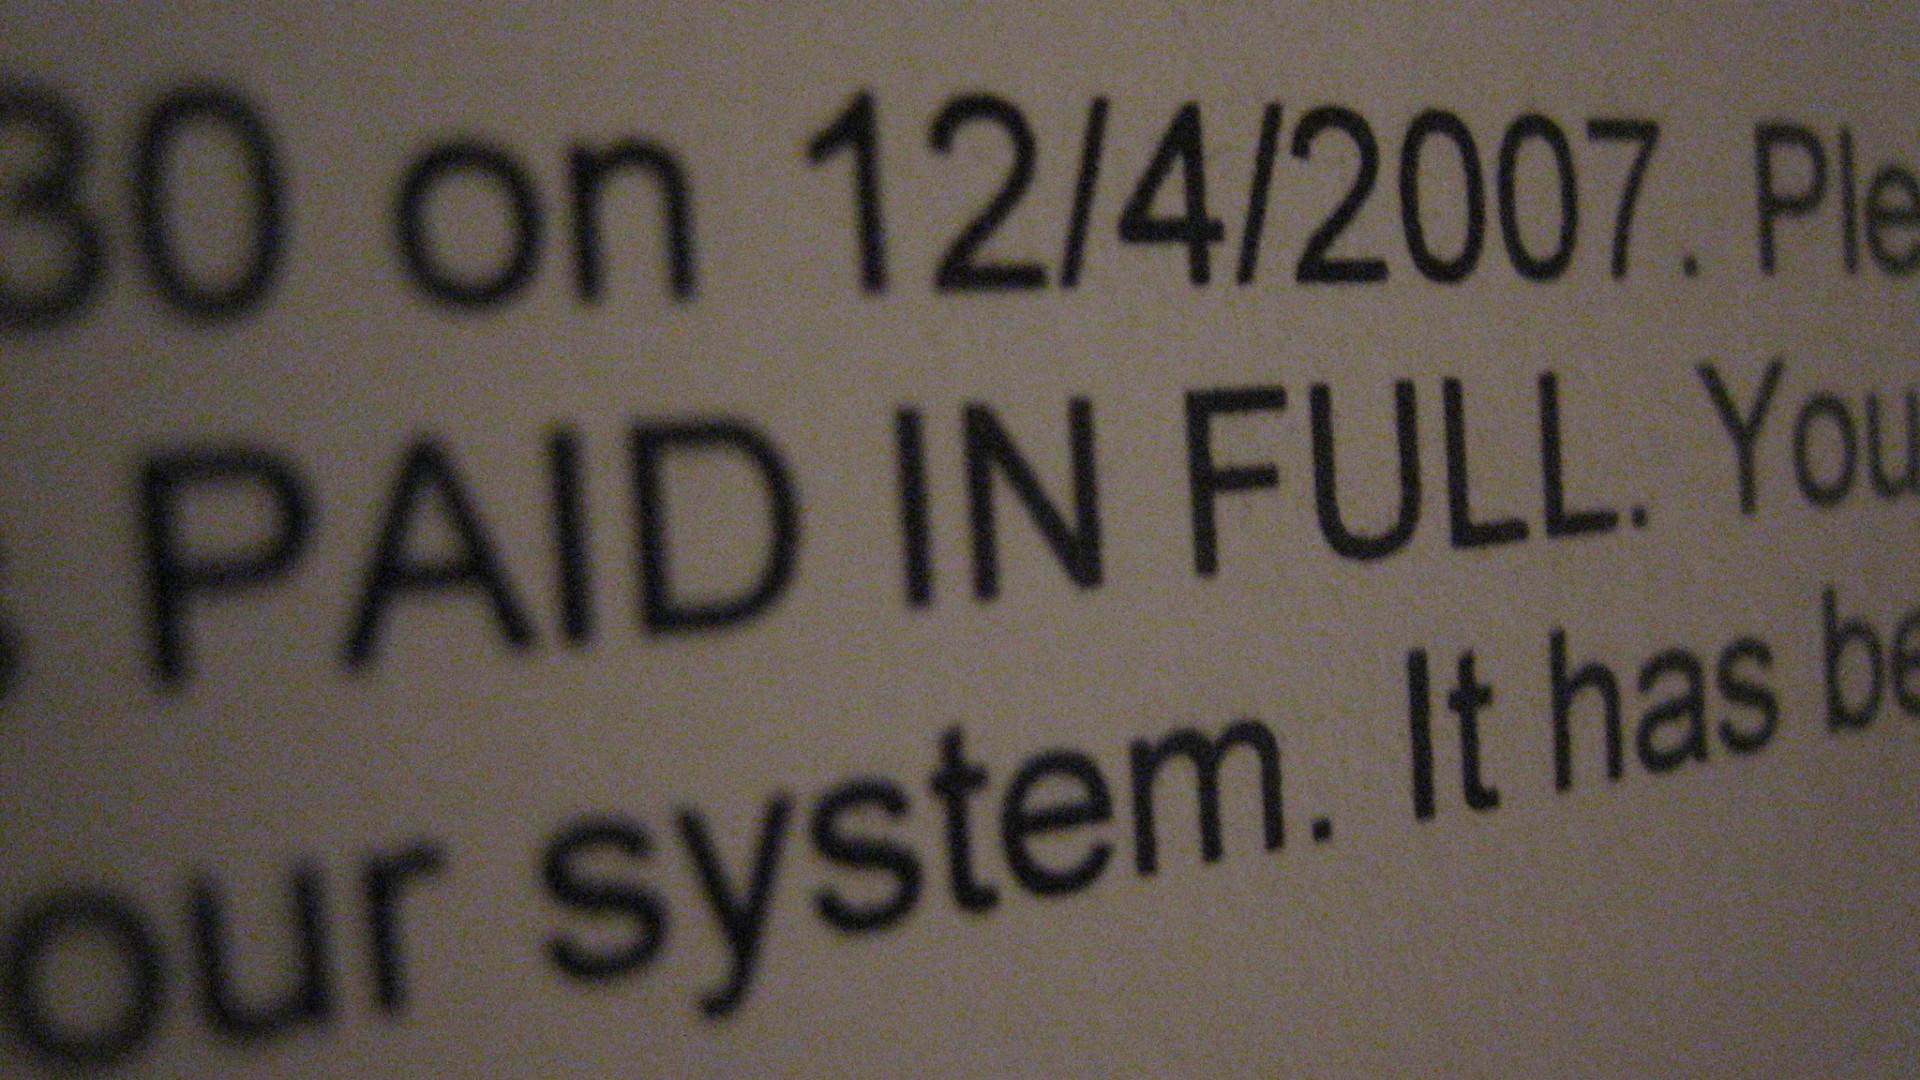 30 on 12/4/2007. Ple
PAID IN FULL. You
our system. It has be